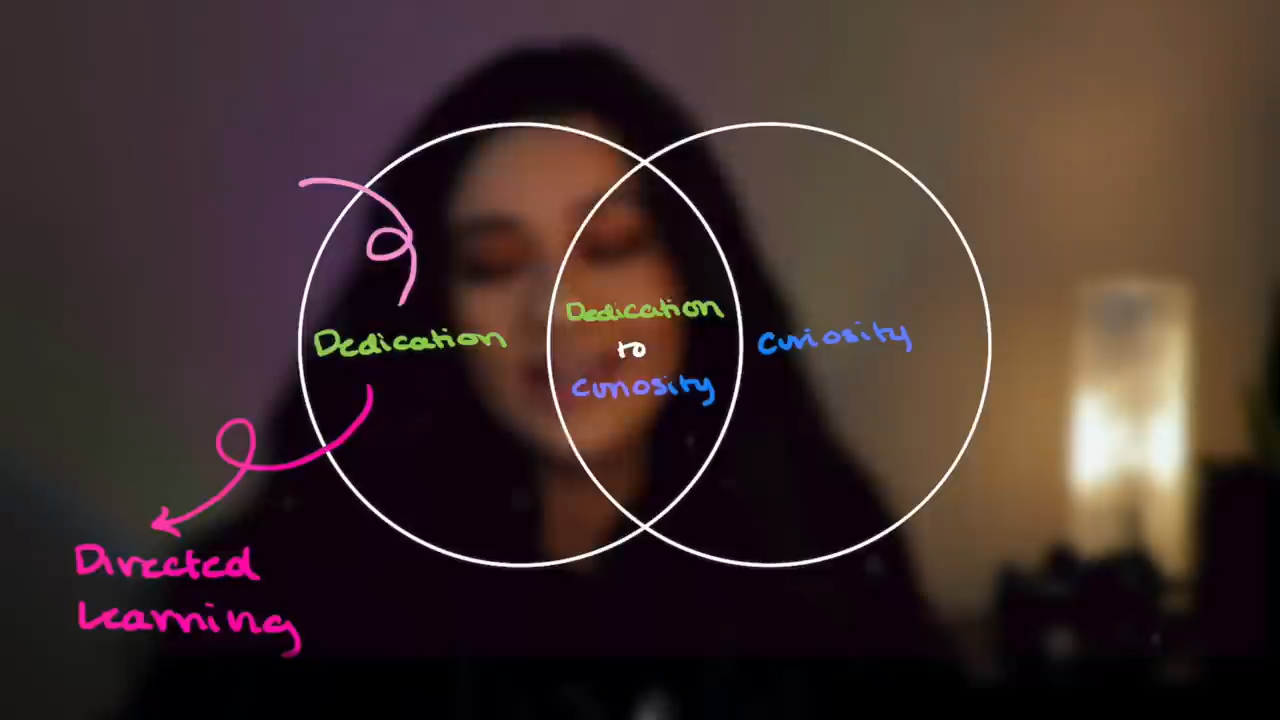 Dedication
Dedication
to
Curiosity
Curiosity
Directed
Learning